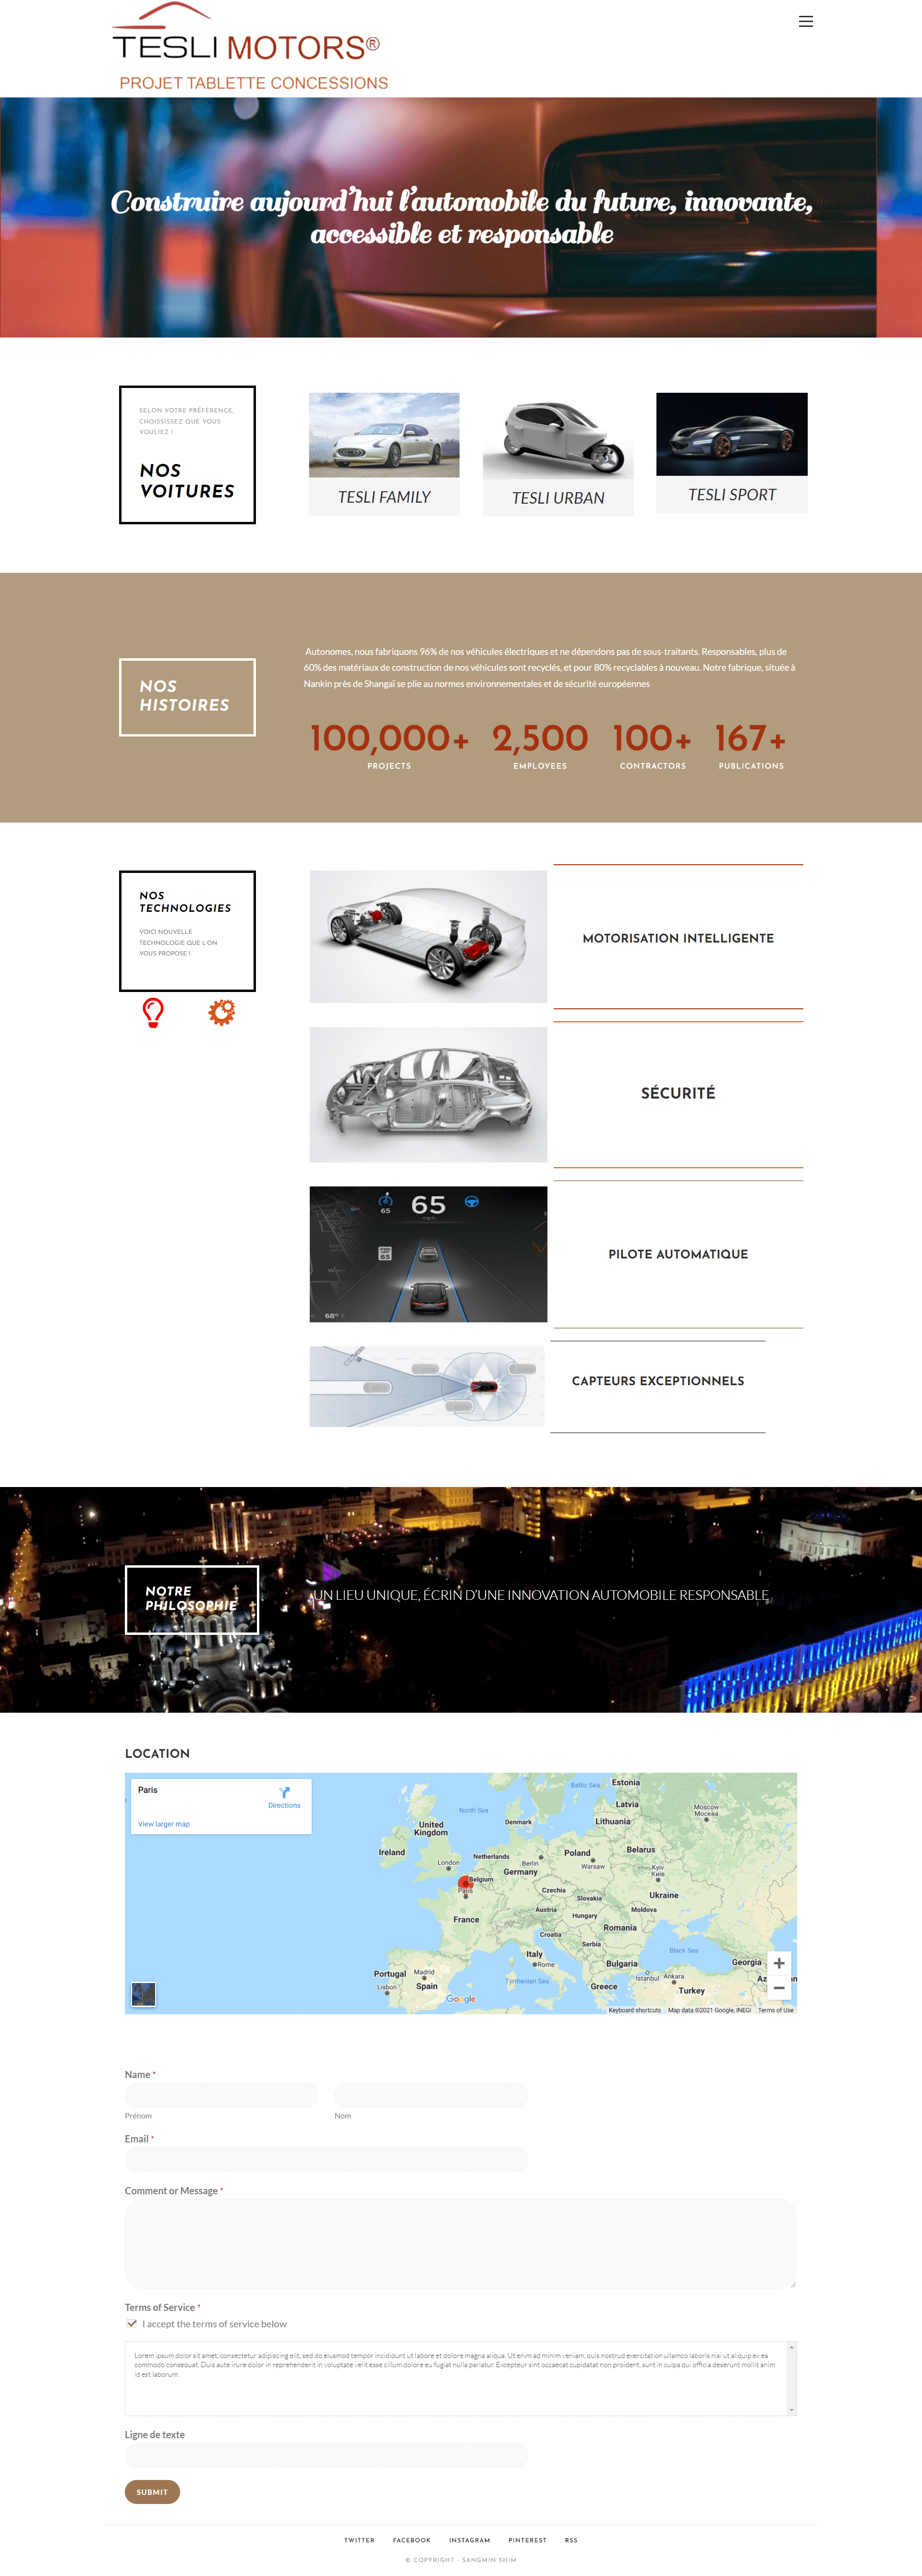 TESLI MOTORS®
PROJET TABLETTE CONCESSIONS
Construire aujourd'hui l'automobile du future, innovante,
accessible et responsable
SELON VOTRE PRÉFÉRENCE,
CHOISSISSEZ QUE VOUS
VOULIEZ !
NOS
VOITURES
TESLI FAMILY
TESLI URBAN
TESLI SPORT
NOS
HISTOIRES
Autonomes, nous fabriquons 96% de nos véhicules électriques et ne dépendons pas de sous-traitants. Responsables, plus de
60% des matériaux de construction de nos véhicules sont recyclés, et pour 80% recyclables à nouveau. Notre fabrique, située à
Nankin près de Shangaï se plie au normes environnementales et de sécurité européennes
100,000+ 2,500 100+ 167+
PROJECTS EMPLOYEES CONTRACTORS PUBLICATIONS
NOS
TECHNOLOGIES
VOICI NOUVELLE
TECHNOLOGIE QUE L'ON
VOUS PROPOSE !
MOTORISATION INTELLIGENTE
SÉCURITÉ
65
65
mph
SPEED
LIMIT
65
68°
PILOTE AUTOMATIQUE
CAPTEURS EXCEPTIONNELS
NOTRE
PHILOSOPHIE
UN LIEU UNIQUE, ÉCRIN D'UNE INNOVATION AUTOMOBILE RESPONSABLE
LOCATION
Paris
Directions
View larger map
Baltic Sea
Estonia
North Sea
Latvia
Moscow
Москва
United
Kingdom
Denmark
Lithuania
Ireland
Netherlands
Poland
Belarus
London
Berlin
Warsaw
Germany
Kyiv
Київ
Belgium
Paris
Czechia
Slovakia
Ukraine
France
Austria
Hungary
Moldova
Croatia
Romania
Serbia
Italy
Bulgaria
Black Sea
Georgia
Rome
Portugal
Madrid
Spain
Lisbon
Tyrrhenian Sea
Greece
Istanbul
Ankara
Turkey
Google
Keyboard shortcuts Map data ©2021 Google, INEGI Terms of Use
Name *
Prénom Nom
Email *
Comment or Message *
Terms of Service *
I accept the terms of service below
Lorem ipsum dolor sit amet, consectetur adipiscing elit, sed do eiusmod tempor incididunt ut labore et dolore magna aliqua. Ut enim ad minim veniam, quis nostrud exercitation ullamco laboris nisi ut aliquip ex ea
commodo consequat. Duis aute irure dolor in reprehenderit in voluptate velit esse cillum dolore eu fugiat nulla pariatur. Excepteur sint occaecat cupidatat non proident, sunt in culpa qui officia deserunt mollit anim
id est laborum.
Ligne de texte
SUBMIT
TWITTER FACEBOOK INSTAGRAM PINTEREST RSS
© COPYRIGHT - SANGMIN SHIM